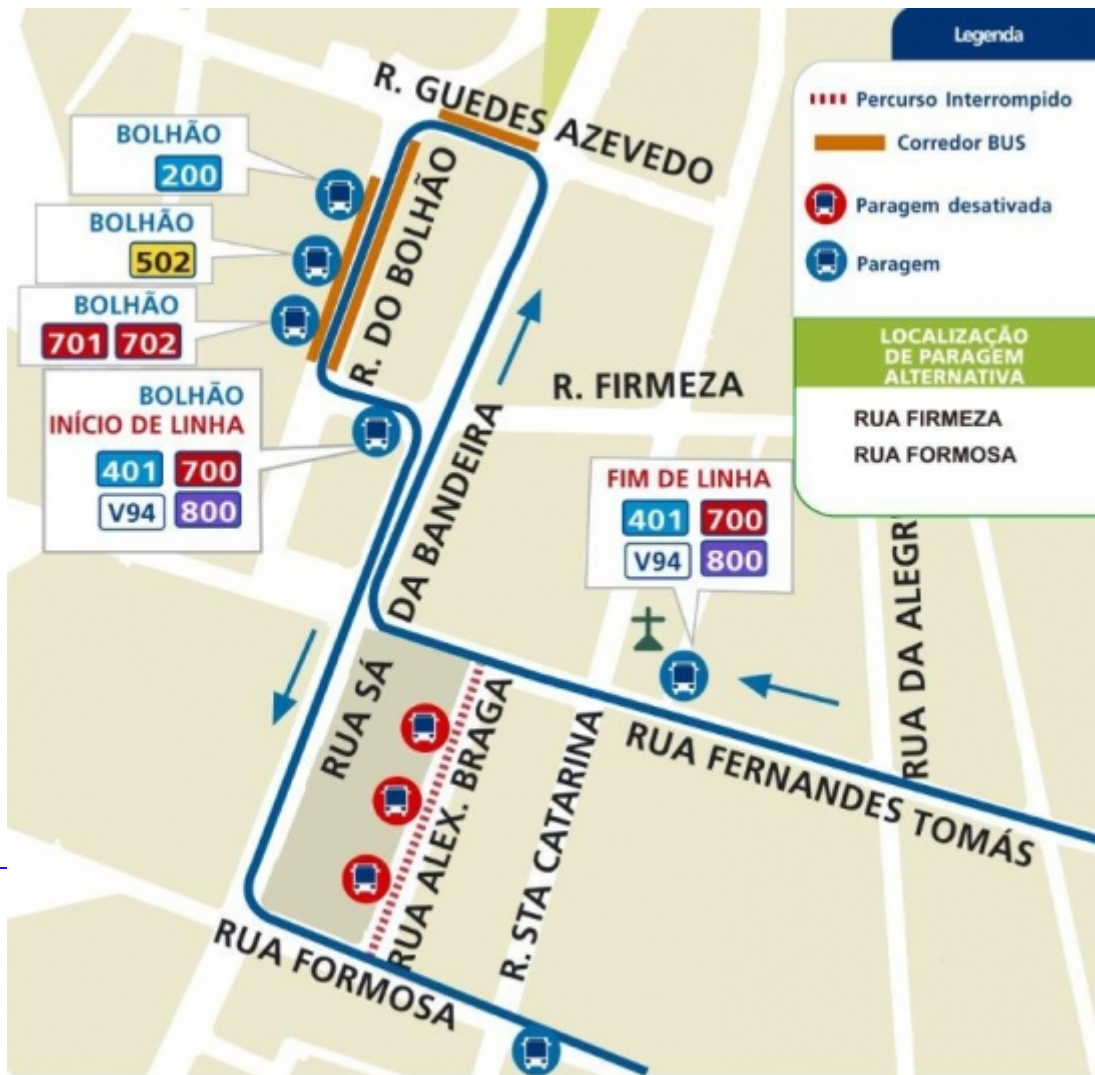 Legenda
Percurso Interrompido
Corredor BUS
Paragem desativada
Paragem
LOCALIZAÇÃO
DE PARAGEM
ALTERNATIVA
RUA FIRMEZA
RUA FORMOSA
R. GUEDES AZEVEDO
BOLHÃO
200
BOLHÃO
502
BOLHÃO
701 702
BOLHÃO
INÍCIO DE LINHA
401 700
V94 800
R. DO BOLHÃO
R. FIRMEZA
FIM DE LINHA
401 700
V94 800
RUA SÁ DA BANDEIRA
RUA DA ALEGR
RUA ALEX. BRAGA
R. STA CATARINA
RUA FERNANDES TOMÁS
RUA FORMOSA